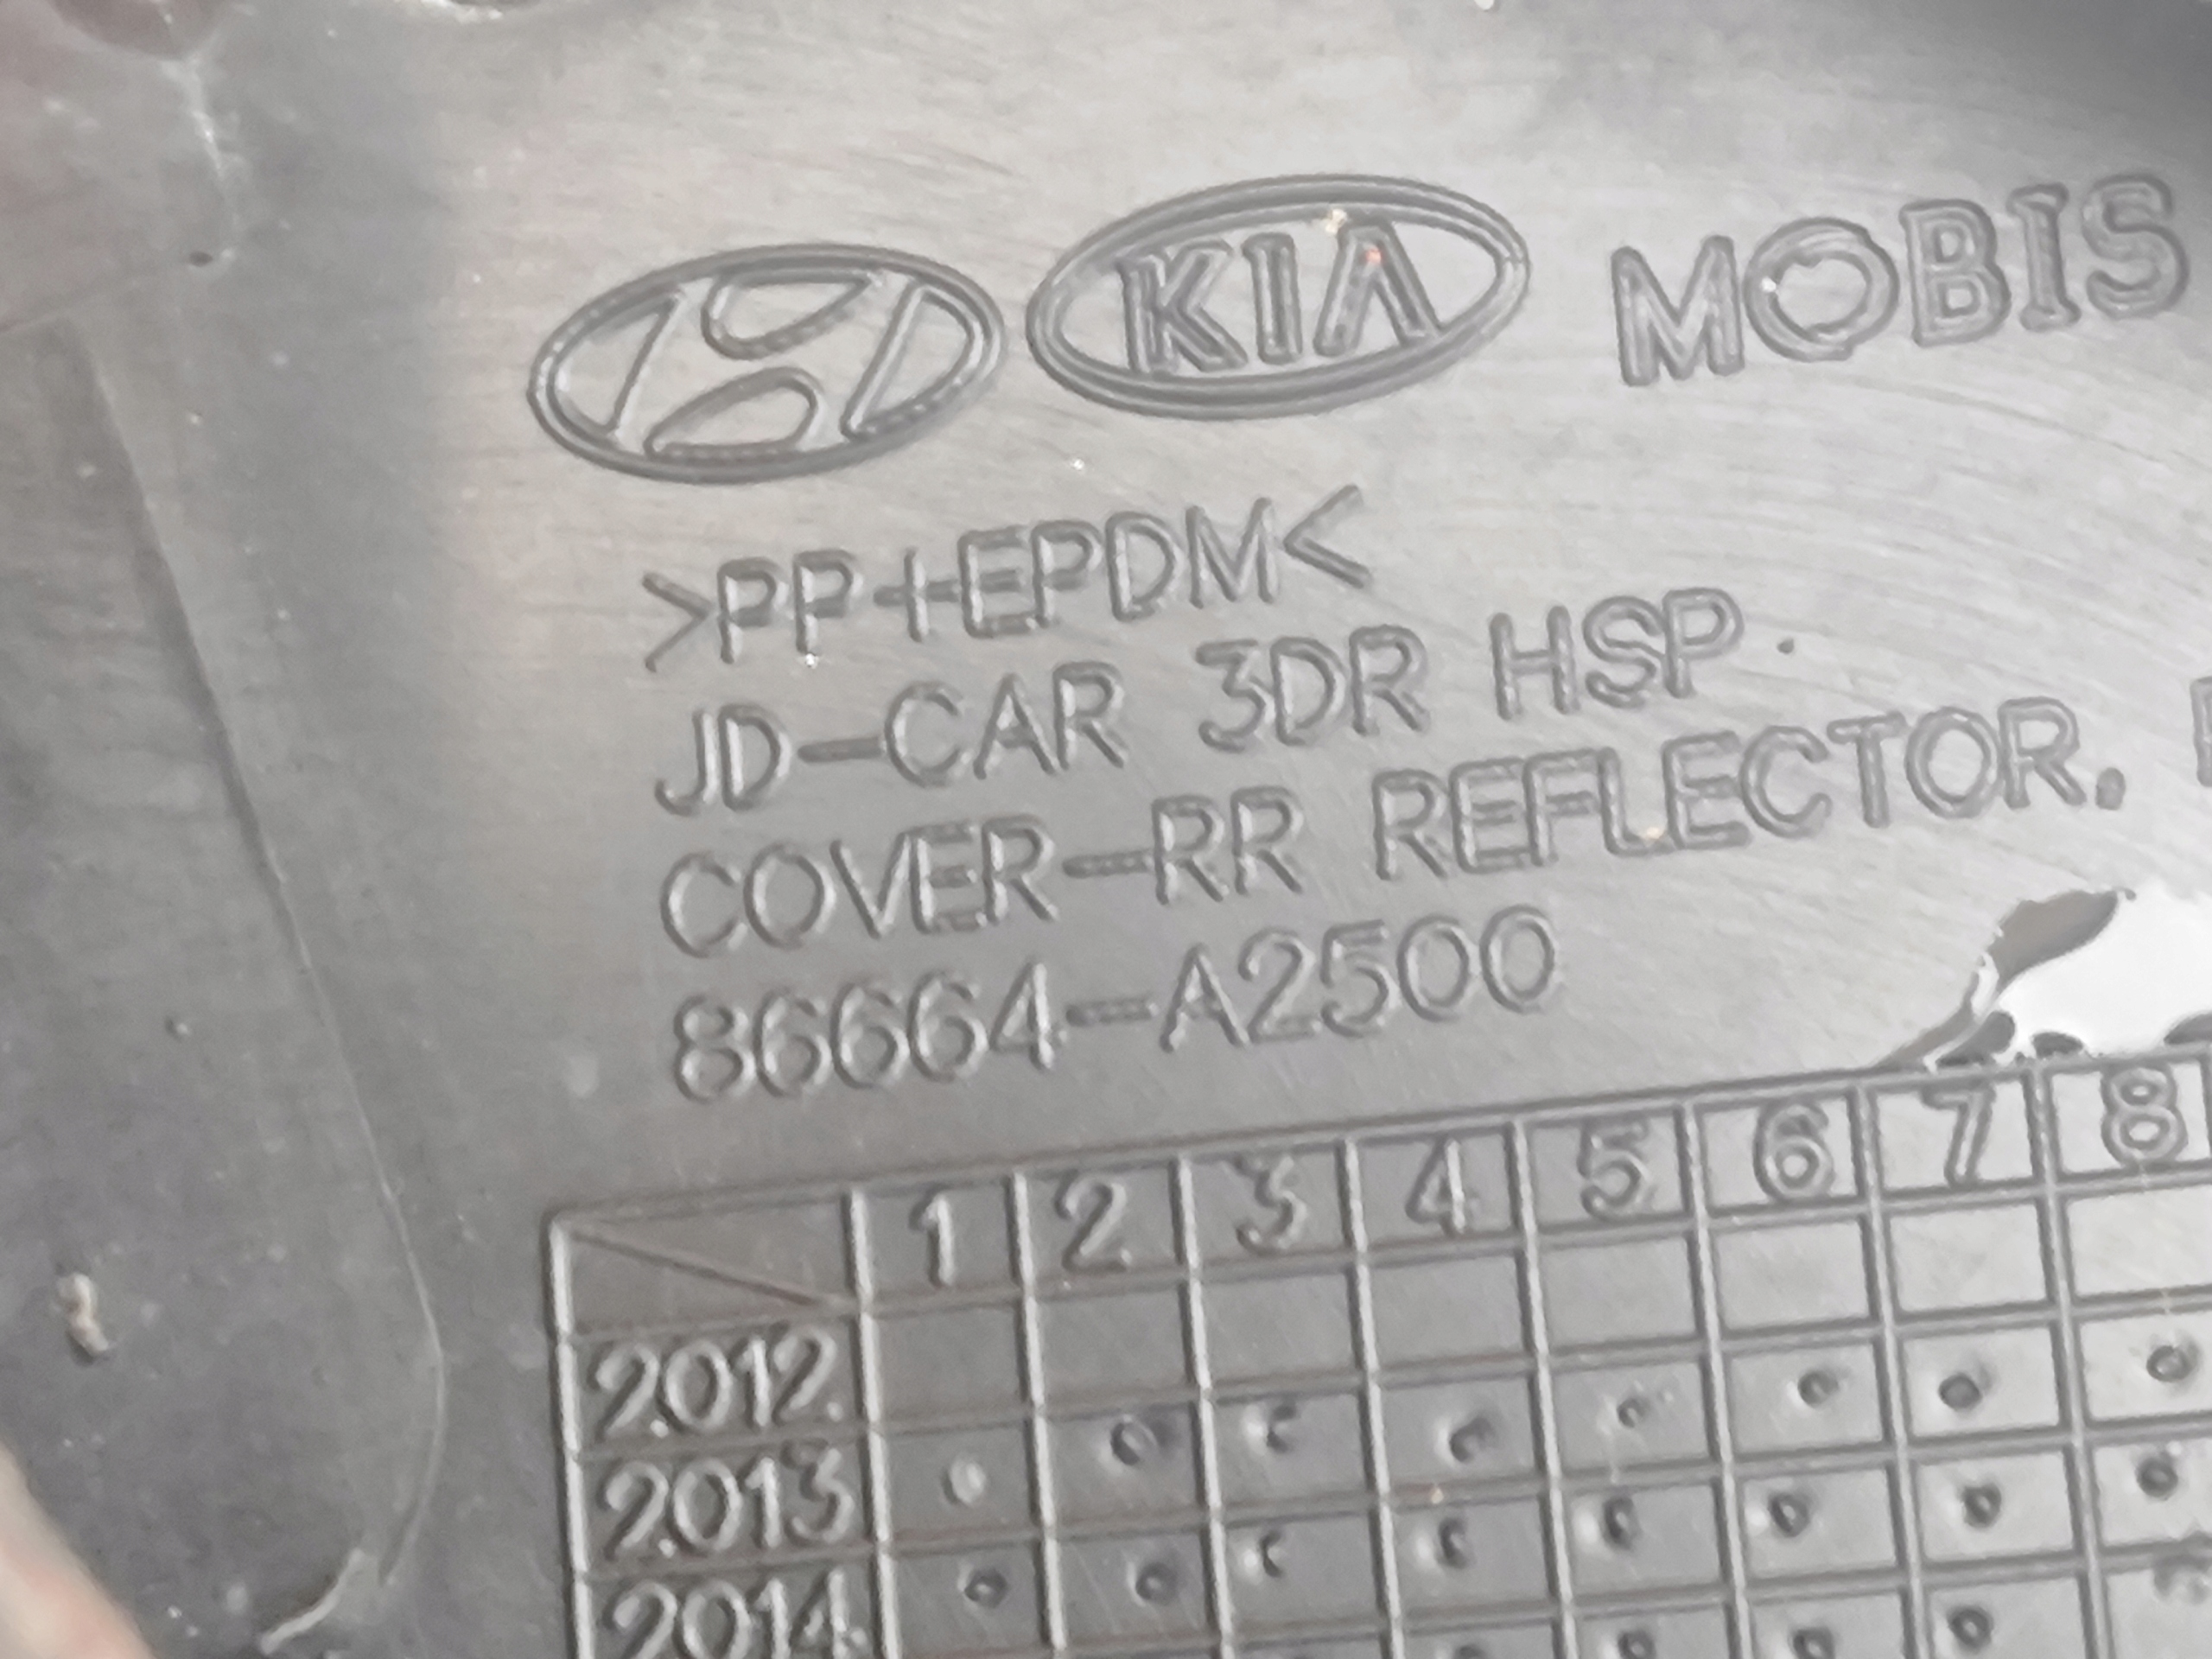 KIA MOBIS
>PP+EPDM<
JD-CAR 3DR HSP
COVER-RR REFLECTOR.
86664-A2500
1 2 3 4 5 6 7 8
2012.
2013
2014